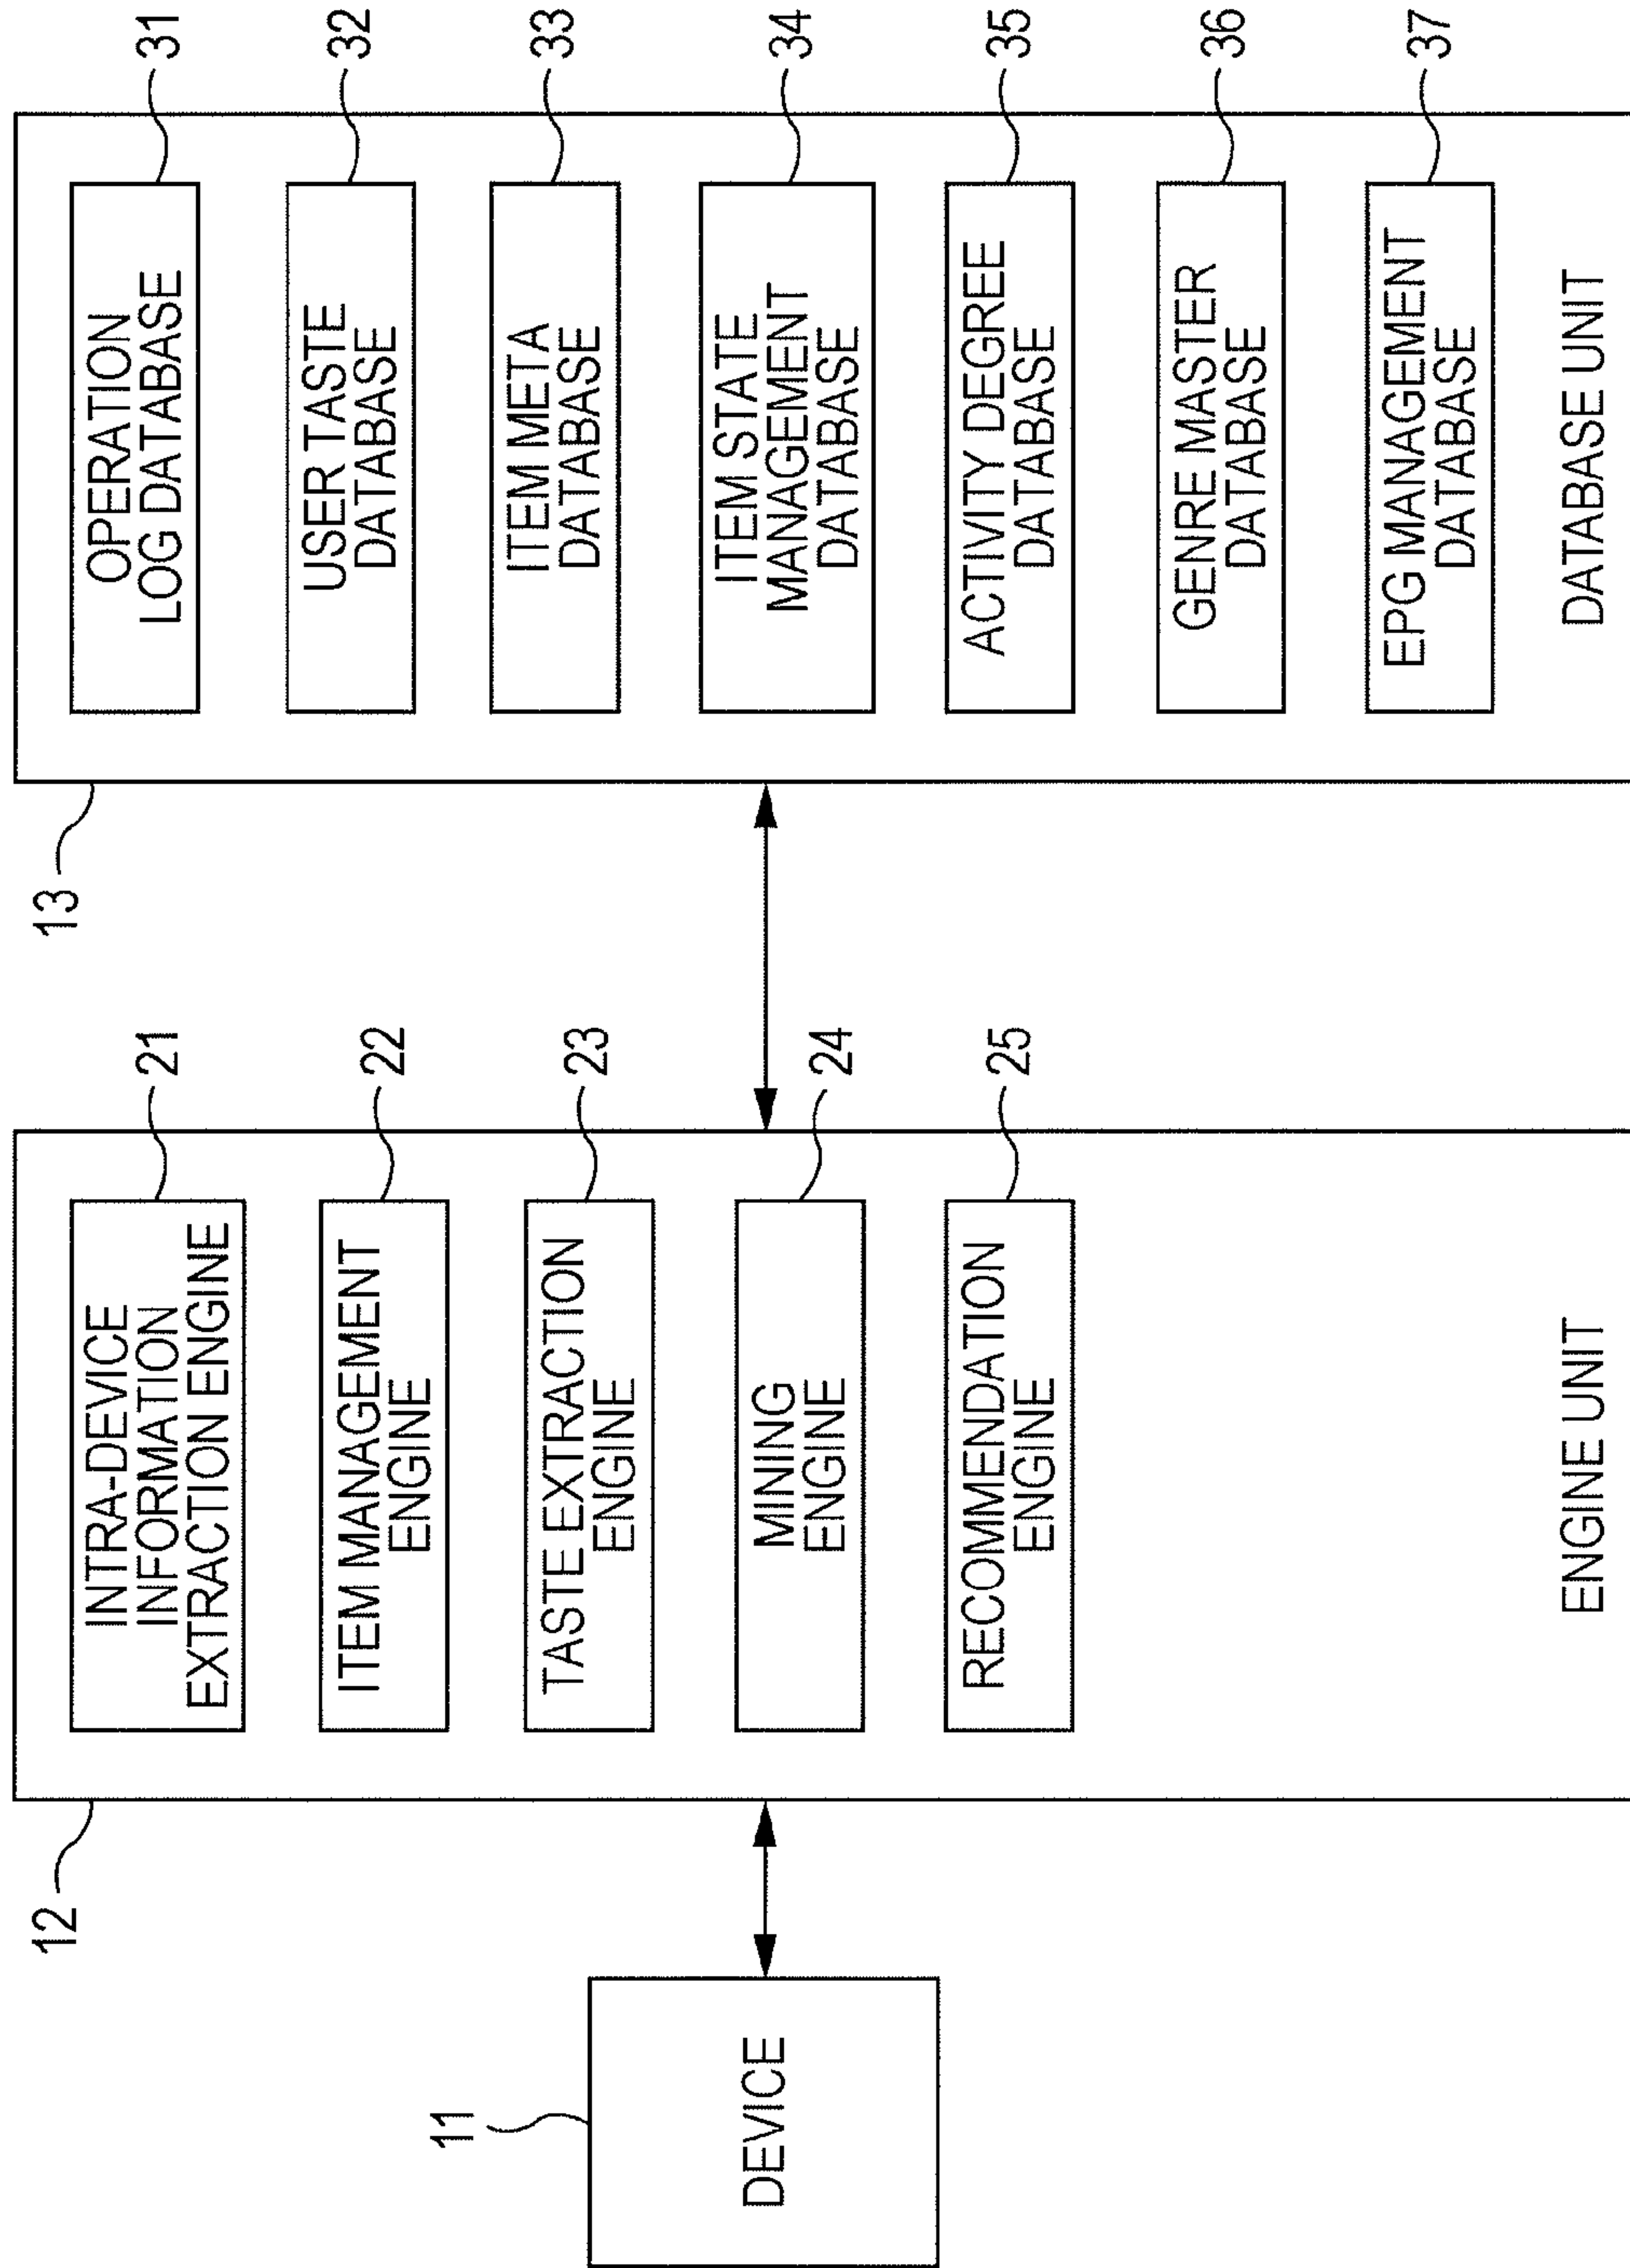 11
DEVICE
12
INTRA-DEVICE
INFORMATION
EXTRACTION ENGINE
21
ITEM MANAGEMENT
ENGINE
22
TASTE EXTRACTION
ENGINE
23
MINING
ENGINE
24
RECOMMENDATION
ENGINE
25
ENGINE UNIT
13
OPERATION
LOG DATABASE
31
USER TASTE
DATABASE
32
ITEM META
DATABASE
33
ITEM STATE
MANAGEMENT
DATABASE
34
ACTIVITY DEGREE
DATABASE
35
GENRE MASTER
DATABASE
36
EPG MANAGEMENT
DATABASE
37
DATABASE UNIT